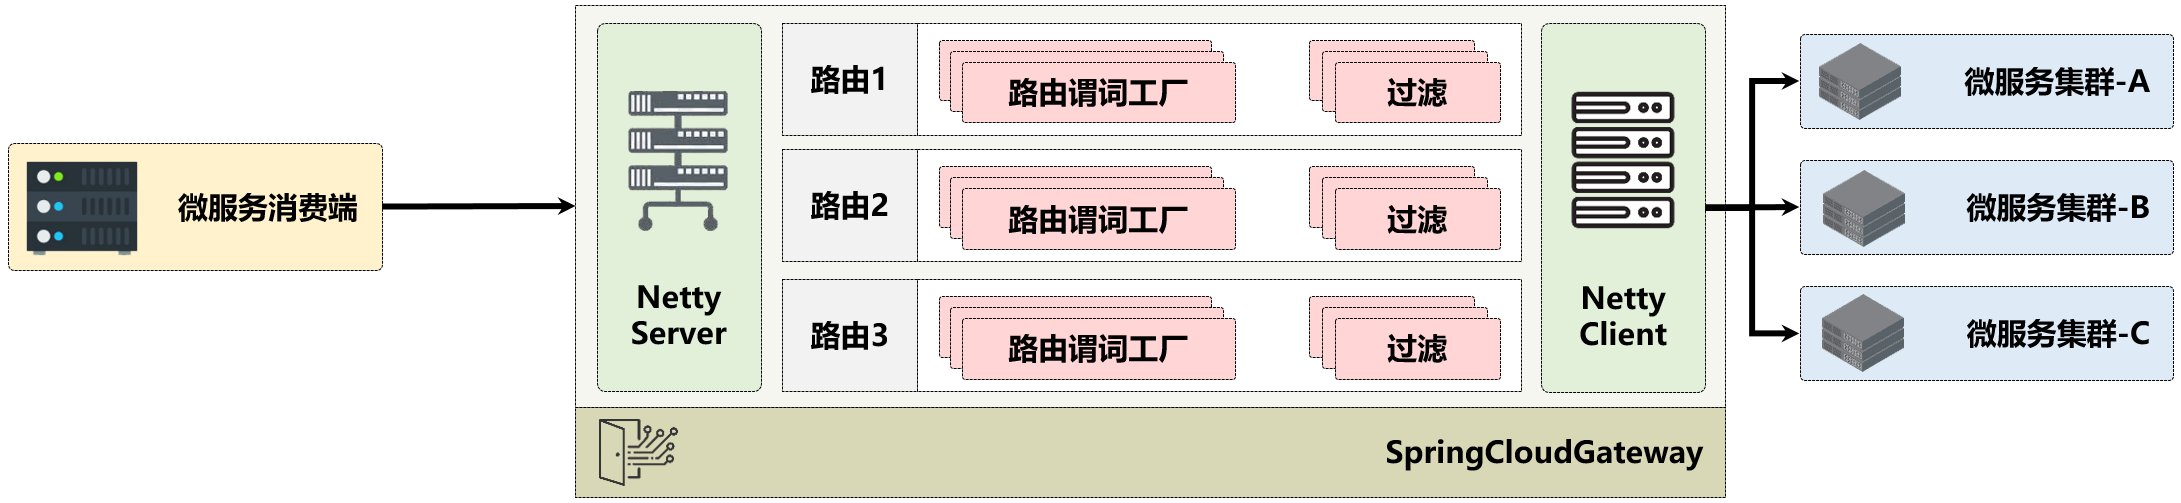 微服务消费端
Netty
Server
路由1
路由谓词工厂
过滤
路由2
路由谓词工厂
过滤
路由3
路由谓词工厂
过滤
Netty
Client
SpringCloudGateway
微服务集群-A
微服务集群-B
微服务集群-C